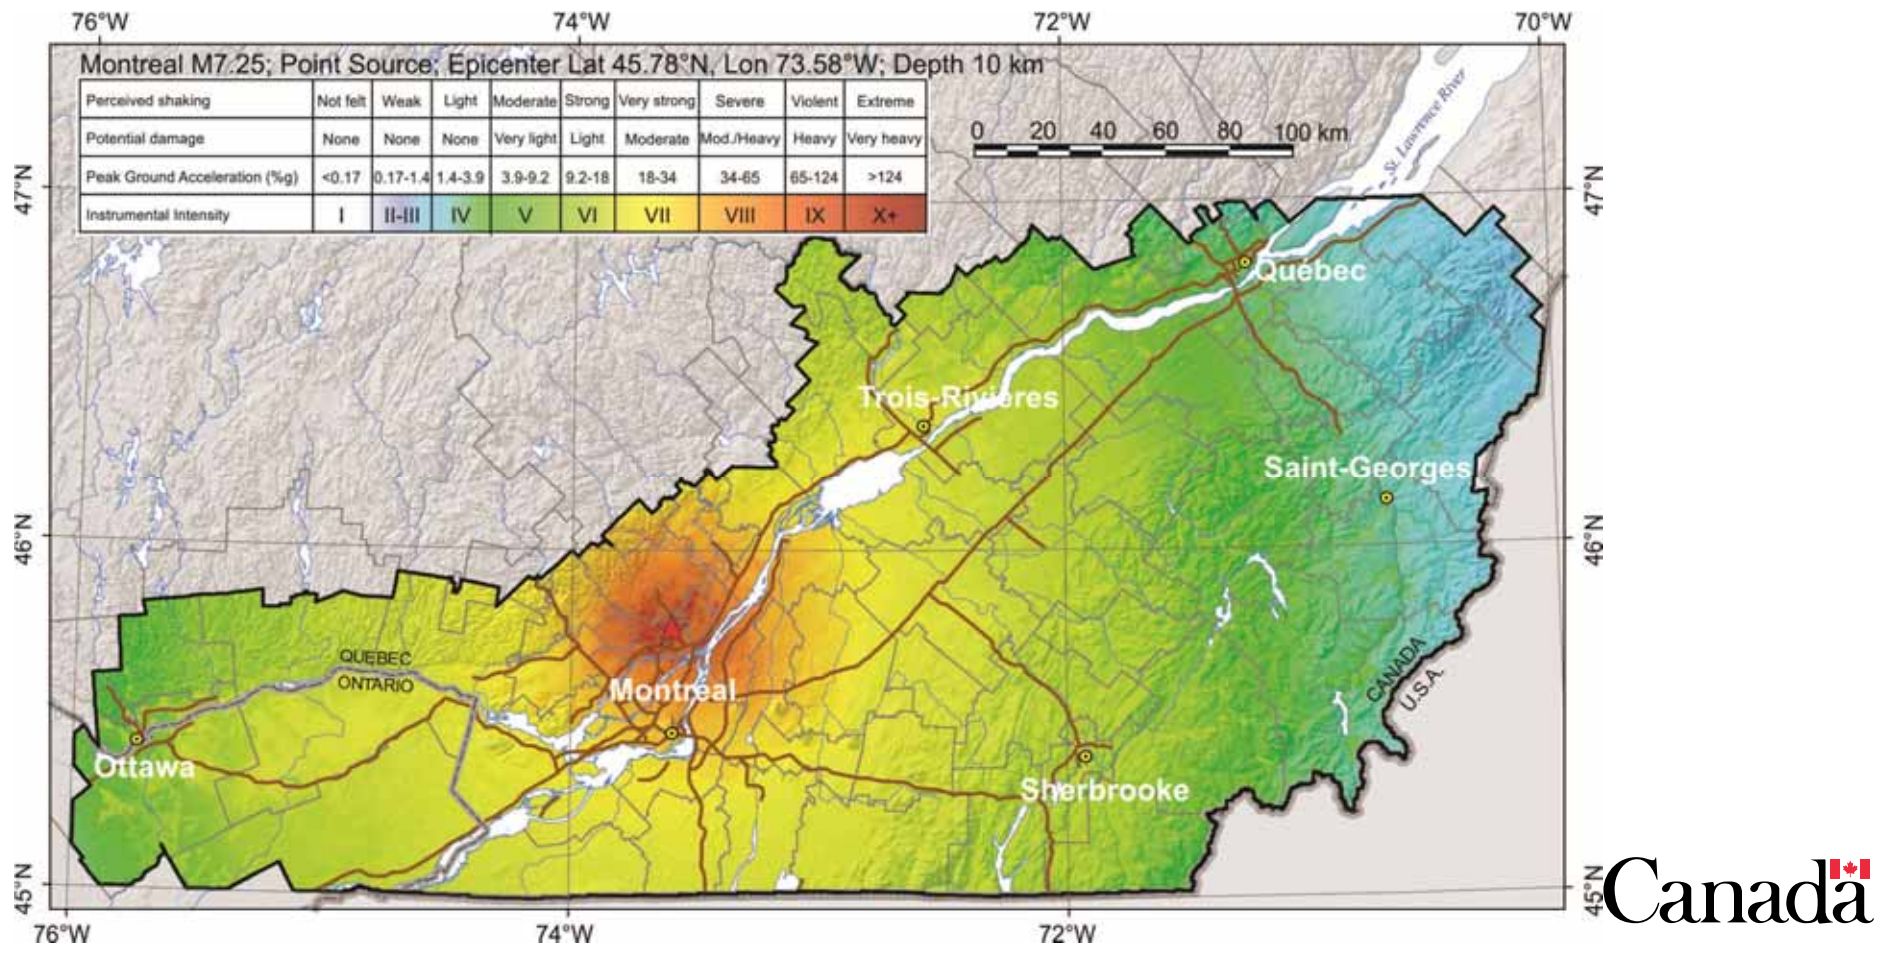 76°W 74°W 72°W 70°W
Montreal M7.25; Point Source; Epicenter Lat 45.78°N, Lon 73.58°W; Depth 10 km
Perceived shaking Not felt Weak Light Moderate Strong Very strong Severe Violent Extreme
Potential damage None None None Very light Light Moderate Mod./Heavy Heavy Very heavy
Peak Ground Acceleration (%g) <0.17 0.17-1.4 1.4-3.9 3.9-9.2 9.2-18 18-34 34-65 65-124 >124
Instrumental Intensity I II-III IV V VI VII VIII IX X+
0 20 40 60 80 100 km
St. Lawrence River
47°N 47°N
Québec
Trois-Rivières
Saint-Georges
46°N 46°N
QUEBEC
ONTARIO
CANADA
U.S.A.
Montreal
Ottawa
Sherbrooke
45°N 45°N
76°W 74°W 72°W
Canada